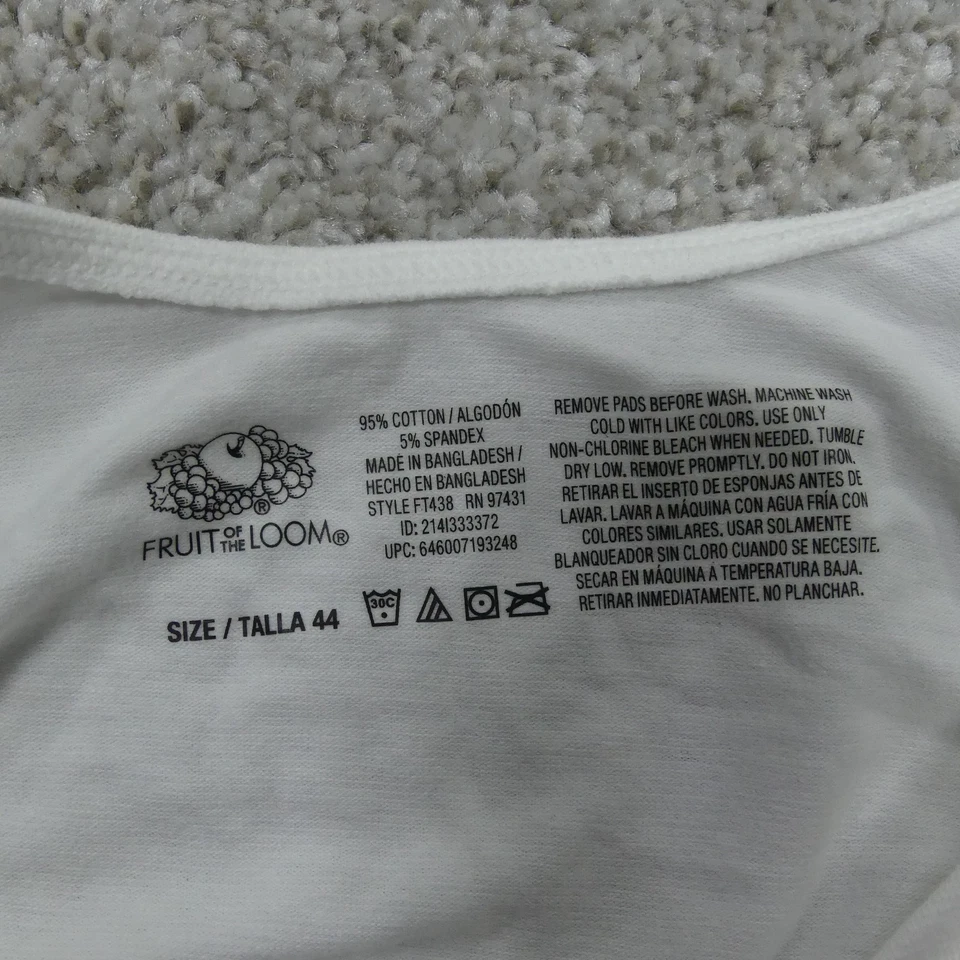 FRUIT OF THE LOOM®
SIZE / TALLA 44
95% COTTON / ALGODÓN
5% SPANDEX
MADE IN BANGLADESH /
HECHO EN BANGLADESH
STYLE FT438 RN 97431
ID: 214I333372
UPC: 646007193248
30C
REMOVE PADS BEFORE WASH. MACHINE WASH
COLD WITH LIKE COLORS. USE ONLY
NON-CHLORINE BLEACH WHEN NEEDED. TUMBLE
DRY LOW. REMOVE PROMPTLY. DO NOT IRON.
RETIRAR EL INSERTO DE ESPONJAS ANTES DE
LAVAR. LAVAR A MÁQUINA CON AGUA FRÍA CON
COLORES SIMILARES. USAR SOLAMENTE
BLANQUEADOR SIN CLORO CUANDO SE NECESITE.
SECAR EN MÁQUINA A TEMPERATURA BAJA.
RETIRAR INMEDIATAMENTE. NO PLANCHAR.